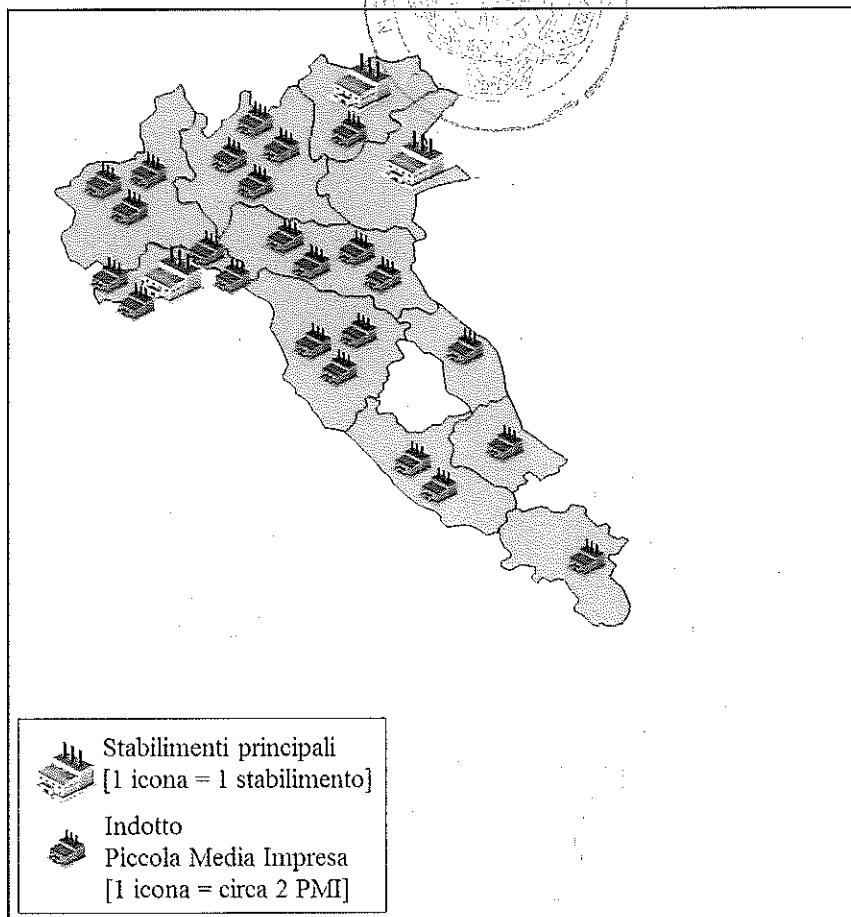 Stabilimenti principali
[1 icona = 1 stabilimento]
Indotto
Piccola Media Impresa
[1 icona = circa 2 PMI]